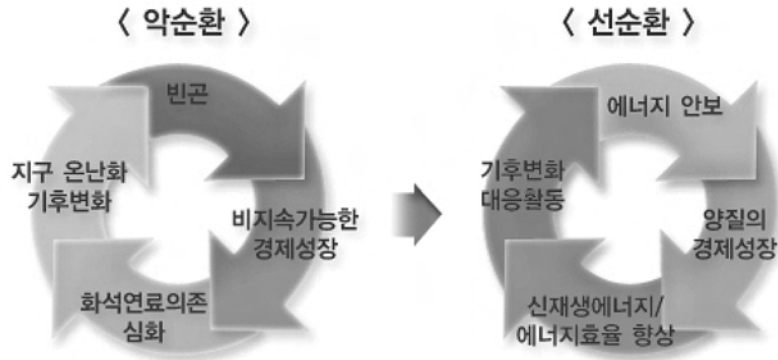 < 악순환 >
빈곤
비지속가능한
경제성장
화석연료의존
심화
지구 온난화
기후변화
< 선순환 >
에너지 안보
양질의
경제성장
신재생에너지/
에너지효율 향상
기후변화
대응활동